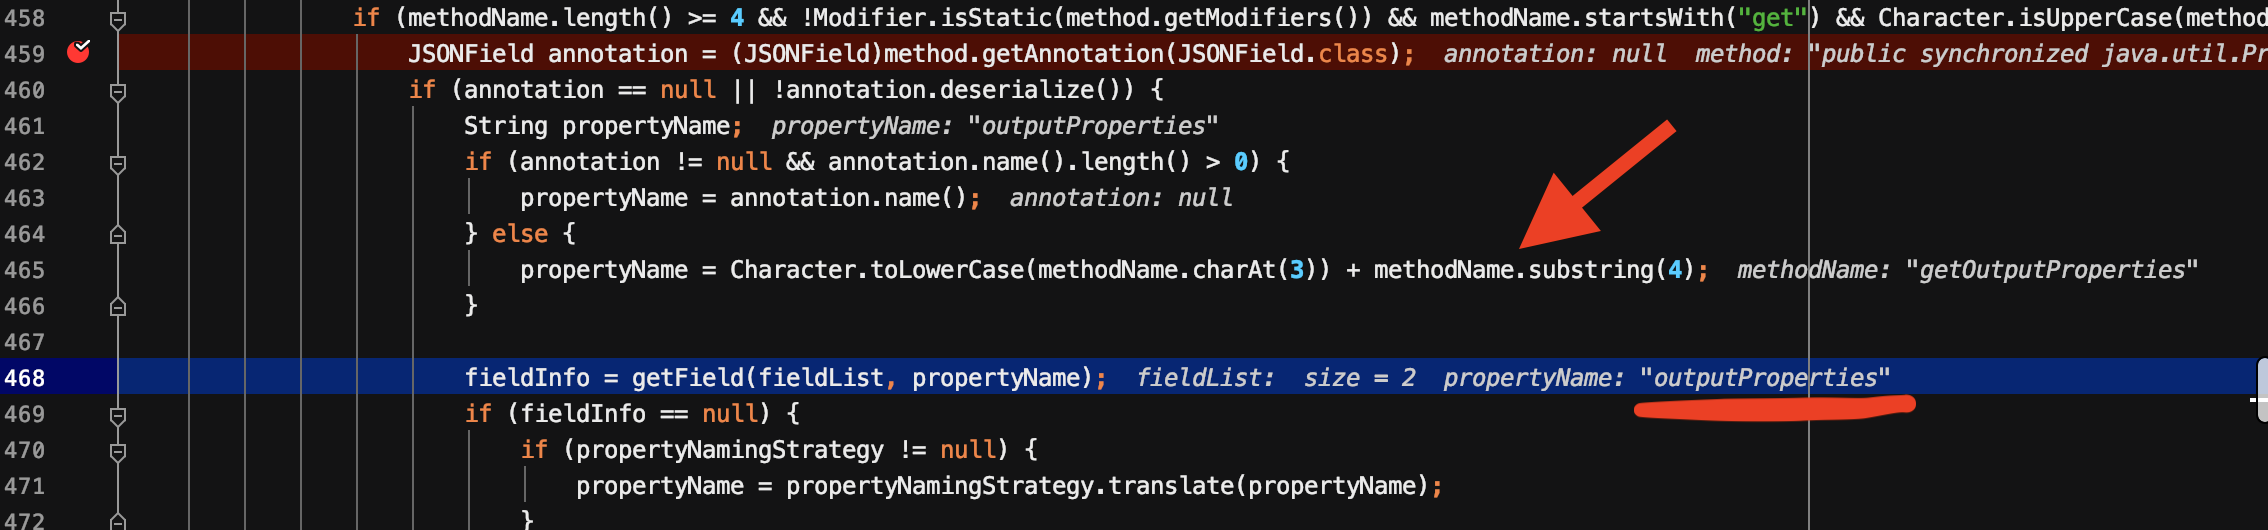 458 if (methodName.length() >= 4 && !Modifier.isStatic(method.getModifiers()) && methodName.startsWith("get") && Character.isUpperCase(method
459 JSONField annotation = (JSONField)method.getAnnotation(JSONField.class); annotation: null method: "public synchronized java.util.Pr
460 if (annotation == null || !annotation.deserialize()) {
461 String propertyName; propertyName: "outputProperties"
462 if (annotation != null && annotation.name().length() > 0) {
463 propertyName = annotation.name(); annotation: null
464 } else {
465 propertyName = Character.toLowerCase(methodName.charAt(3)) + methodName.substring(4); methodName: "getOutputProperties"
466 }
467
468 fieldInfo = getField(fieldList, propertyName); fieldList: size = 2 propertyName: "outputProperties"
469 if (fieldInfo == null) {
470 if (propertyNamingStrategy != null) {
471 propertyName = propertyNamingStrategy.translate(propertyName);
472 }